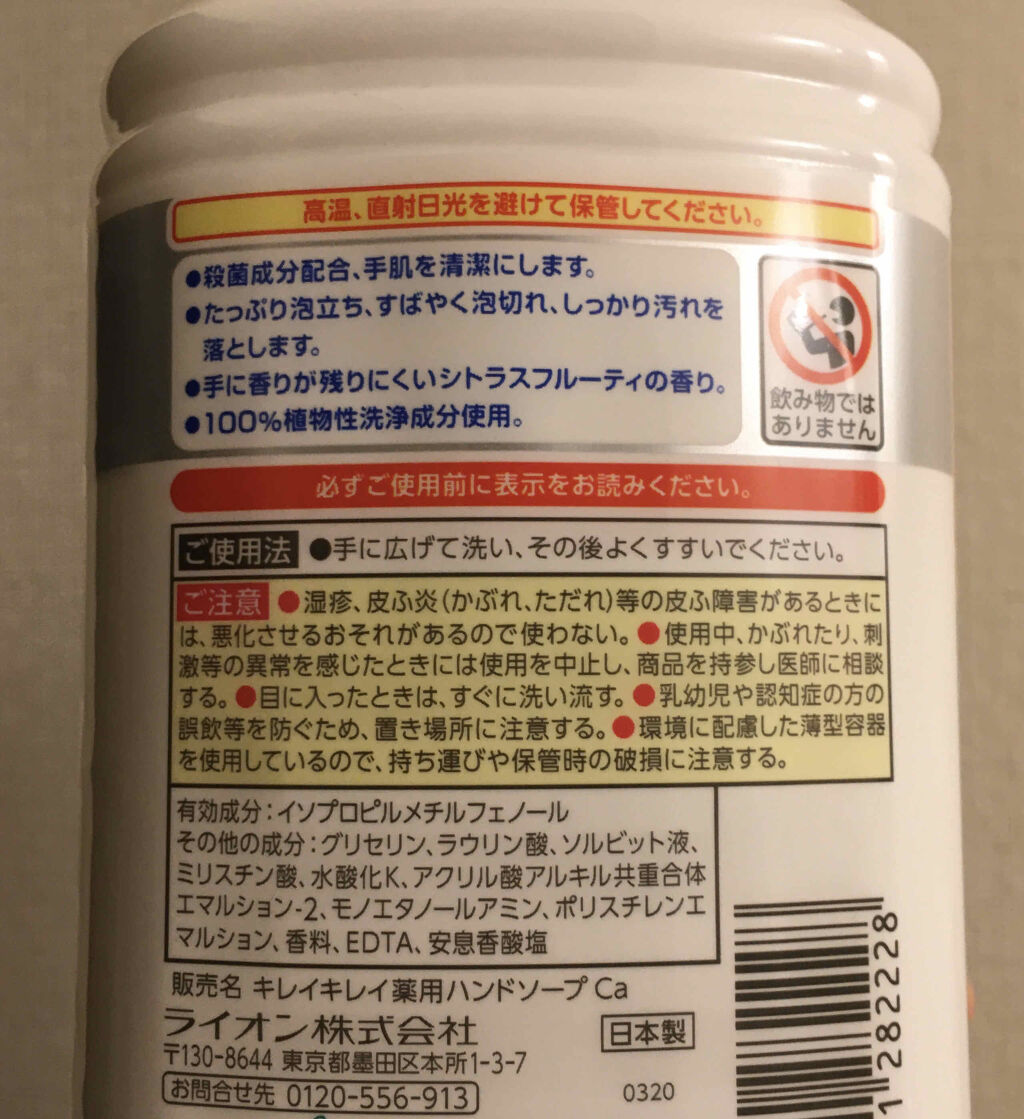 高温、直射日光を避けて保管してください。
●殺菌成分配合、手肌を清潔にします。
●たっぷり泡立ち、すばやく泡切れ、しっかり汚れを
落とします。
●手に香りが残りにくいシトラスフルーティの香り。
●100%植物性洗浄成分使用。
飲み物では
ありません
必ずご使用前に表示をお読みください。
ご使用法 ●手に広げて洗い、その後よくすすいでください。
ご注意 ●湿疹、皮ふ炎(かぶれ、ただれ)等の皮ふ障害があるときに
は、悪化させるおそれがあるので使わない。●使用中、かぶれたり、刺
激等の異常を感じたときには使用を中止し、商品を持参し医師に相談
する。●目に入ったときは、すぐに洗い流す。●乳幼児や認知症の方の
誤飲等を防ぐため、置き場所に注意する。●環境に配慮した薄型容器
を使用しているので、持ち運びや保管時の破損に注意する。
有効成分:イソプロピルメチルフェノール
その他の成分:グリセリン、ラウリン酸、ソルビット液、
ミリスチン酸、水酸化K、アクリル酸アルキル共重合体
エマルション-2、モノエタノールアミン、ポリスチレンエ
マルション、香料、EDTA、安息香酸塩
販売名 キレイキレイ薬用ハンドソープCa
ライオン株式会社
日本製
〒130-8644 東京都墨田区本所1-3-7
お問合せ先 0120-556-913
0320
1282228